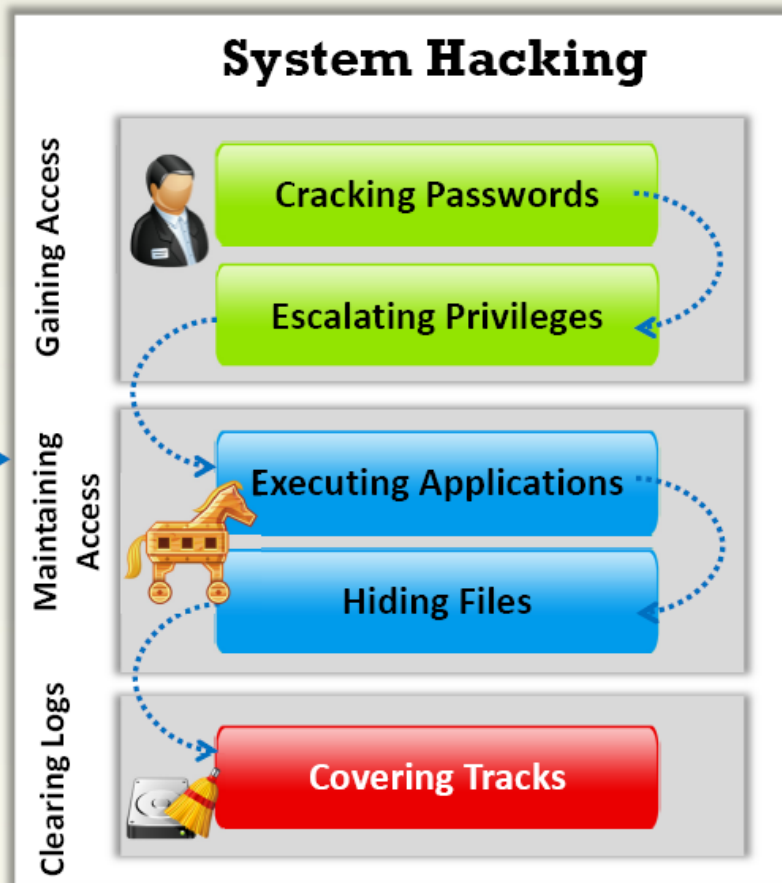 System Hacking
Gaining Access
Cracking Passwords
Escalating Privileges
Maintaining
Access
Executing Applications
Hiding Files
Clearing Logs
Covering Tracks